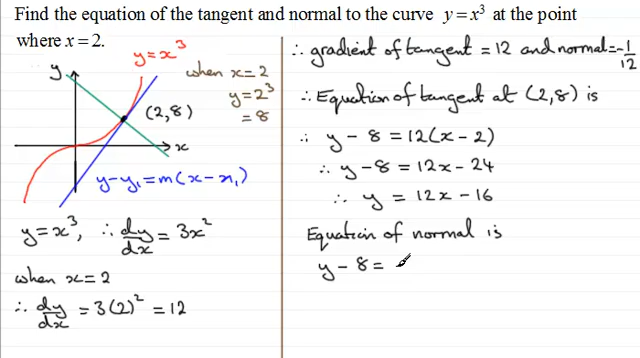 Find the equation of the tangent and normal to the curve y = x³ at the point
where x = 2.
y = x³
y
when x = 2
y = 2³
= 8
(2,8)
x
y - y₁ = m(x - x₁)
y = x³, ∴ dy/dx = 3x²
when x = 2
∴ dy/dx = 3(2)² = 12
∴ gradient of tangent = 12 and normal = -1/12
∴ Equation of tangent at (2,8) is
∴ y - 8 = 12(x - 2)
∴ y - 8 = 12x - 24
∴ y = 12x - 16
Equation of normal is
y - 8 =